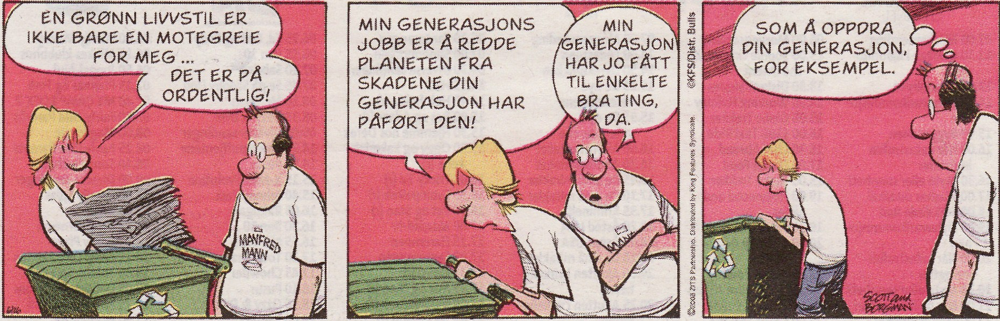 EN GRØNN LIVVSTIL ER
IKKE BARE EN MOTEGREIE
FOR MEG ...
DET ER PÅ
ORDENTLIG!
MANFRED
MANN
6/26
MIN GENERASJONS
JOBB ER Å REDDE
PLANETEN FRA
SKADENE DIN
GENERASJON HAR
PÅFØRT DEN!
MIN
GENERASJON
HAR JO FÅTT
TIL ENKELTE
BRA TING,
DA.
MANN
©KFS/Distr. Bulls
©2008 ZITS Partnership. Distributed by King Features Syndicate
SOM Å OPPDRA
DIN GENERASJON,
FOR EKSEMPEL.
SCOTT AND
BORGMAN